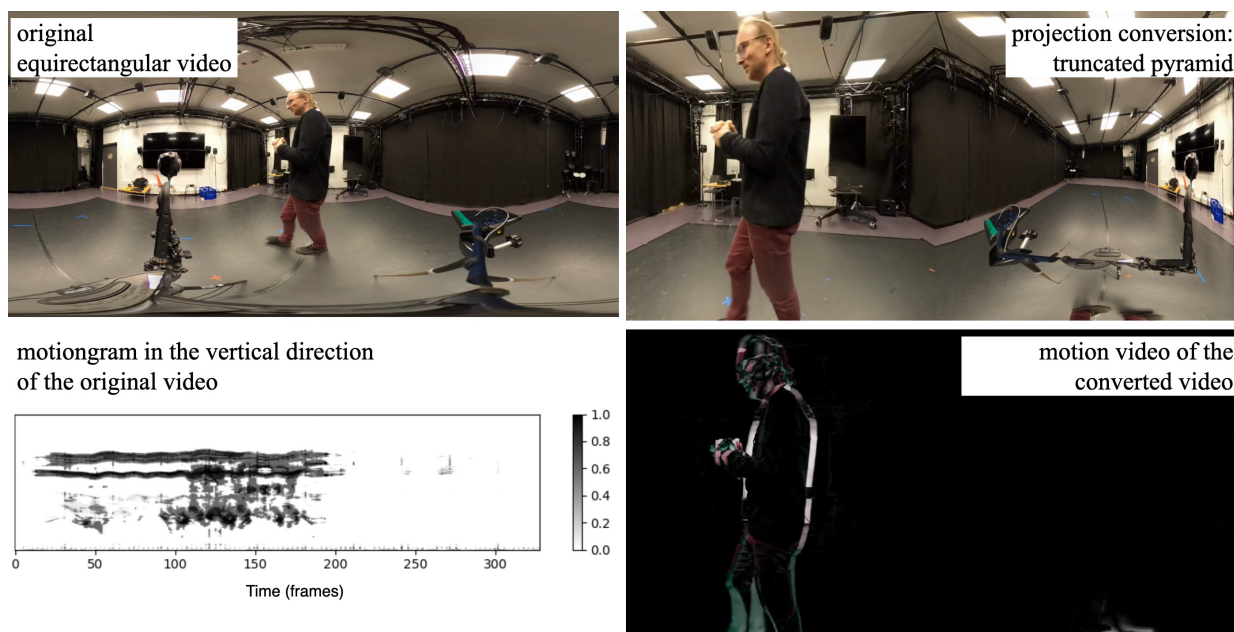 original
equirectangular video
projection conversion:
truncated pyramid
motiongram in the vertical direction
of the original video
1.0
0.8
0.6
0.4
0.2
0.0
0 50 100 150 200 250 300
Time (frames)
motion video of the
converted video